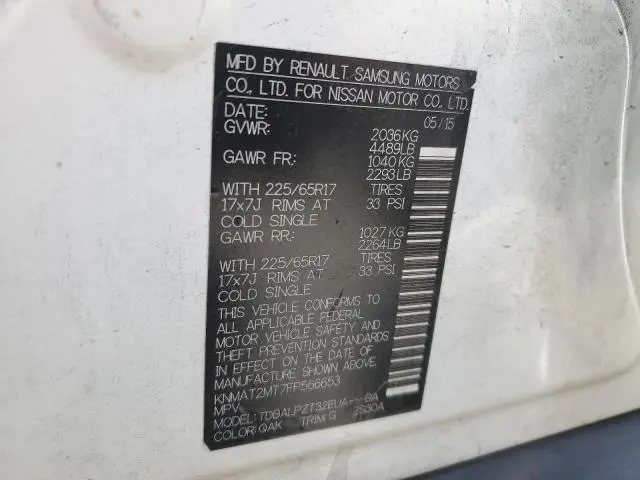 MFD BY RENAULT SAMSUNG MOTORS
CO., LTD. FOR NISSAN MOTOR CO., LTD.
DATE: 05/15
GVWR: 2036KG
4489LB
GAWR FR: 1040KG
2293LB
WITH 225/65R17 TIRES
17x7J RIMS AT 33 PSI
COLD SINGLE
GAWR RR: 1027KG
2264LB
WITH 225/65R17 TIRES
17x7J RIMS AT 33 PSI
COLD SINGLE
THIS VEHICLE CONFORMS TO
ALL APPLICABLE FEDERAL
MOTOR VEHICLE SAFETY AND
THEFT PREVENTION STANDARDS
IN EFFECT ON THE DATE OF
MANUFACTURE SHOWN ABOVE.
KNMAT2MT7FP566653
MPV
MODEL: TDBALPZT32EUA---BA
COLOR: QAK TRIM: G 2S30A